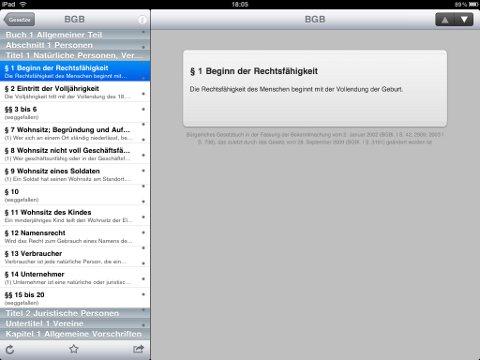 iPad
18:05
89 %
Gesetze
BGB
Buch 1 Allgemeiner Teil
Abschnitt 1 Personen
Titel 1 Natürliche Personen, Ver...
§ 1 Beginn der Rechtsfähigkeit
Die Rechtsfähigkeit des Menschen beginnt mit...
§ 2 Eintritt der Volljährigkeit
Die Volljährigkeit tritt mit der Vollendung des 18...
§§ 3 bis 6
(weggefallen)
§ 7 Wohnsitz; Begründung und Auf...
(1) Wer sich an einem Ort ständig niederlässt, be...
§ 8 Wohnsitz nicht voll Geschäftsfä...
(1) Wer geschäftsunfähig oder in der Geschäftsf...
§ 9 Wohnsitz eines Soldaten
(1) Ein Soldat hat seinen Wohnsitz am Standort...
§ 10
(weggefallen)
§ 11 Wohnsitz des Kindes
Ein minderjähriges Kind teilt den Wohnsitz der El...
§ 12 Namensrecht
Wird das Recht zum Gebrauch eines Namens de...
§ 13 Verbraucher
Verbraucher ist jede natürliche Person, die ein...
§ 14 Unternehmer
(1) Unternehmer ist eine natürliche oder juristisc...
§§ 15 bis 20
(weggefallen)
Titel 2 Juristische Personen
Untertitel 1 Vereine
Kapitel 1 Allgemeine Vorschriften
BGB
§ 1 Beginn der Rechtsfähigkeit
Die Rechtsfähigkeit des Menschen beginnt mit der Vollendung der Geburt.
Bürgerliches Gesetzbuch in der Fassung der Bekanntmachung vom 2. Januar 2002 (BGBl. I S. 42, 2909; 2003 I
S. 738), das zuletzt durch das Gesetz vom 28. September 2009 (BGBl. I S. 3161) geändert worden ist